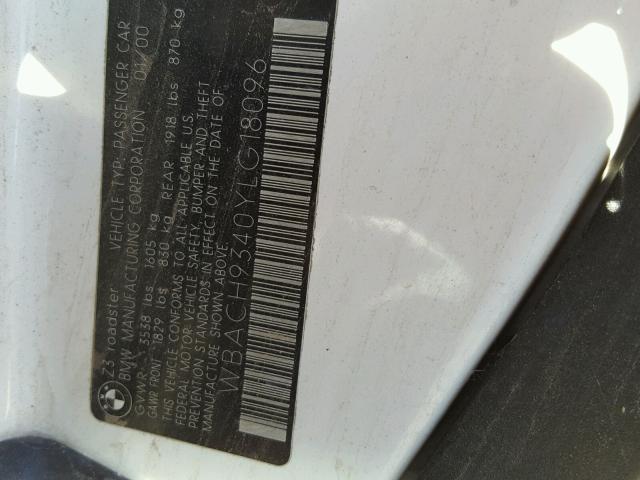 BMW
Z3 roadster VEHICLE TYP: PASSENGER CAR
BMW MANUFACTURING CORPORATION 01/00
GVWR: 3538 lbs 1605 kg
GAWR FRONT 1829 lbs 830 kg REAR 1918 lbs 870 kg
THIS VEHICLE CONFORMS TO ALL APPLICABLE U.S.
FEDERAL MOTOR VEHICLE SAFETY, BUMPER AND THEFT
PREVENTION STANDARDS IN EFFECT ON THE DATE OF
MANUFACTURE SHOWN ABOVE.
WBACH9340YLG18096